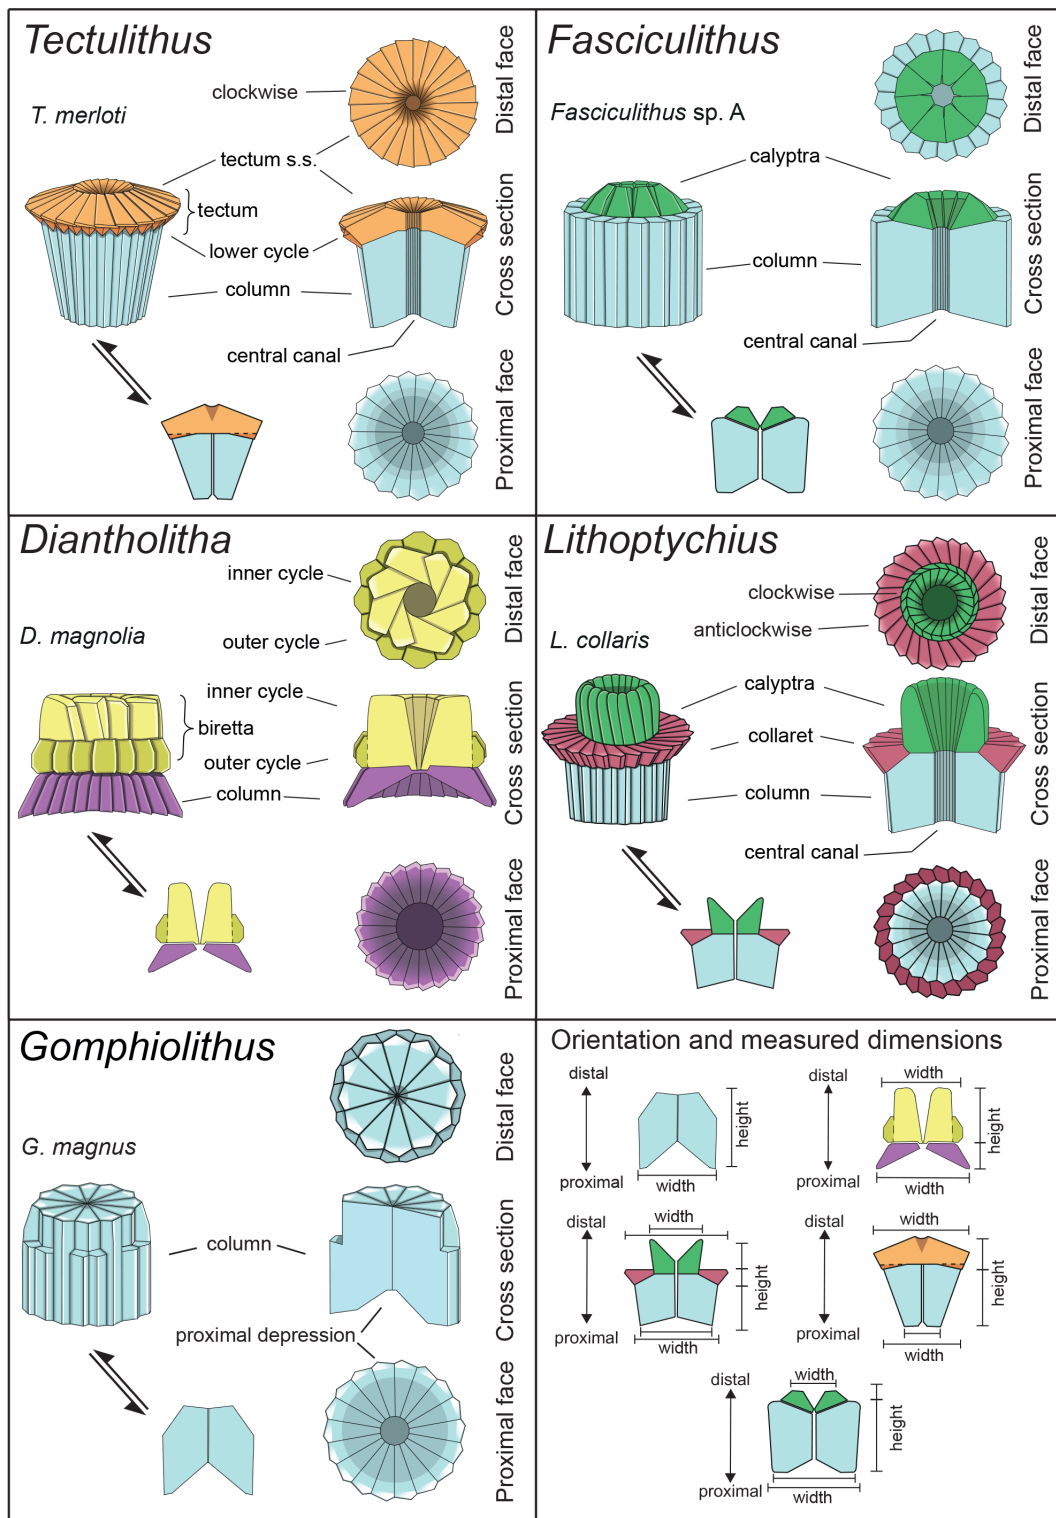 Tectulithus
T. merloti
clockwise
tectum s.s.
tectum
lower cycle
column
central canal
Distal face
Cross section
Proximal face
Fasciculithus
Fasciculithus sp. A
calyptra
column
central canal
Distal face
Cross section
Proximal face
Diantholitha
inner cycle
D. magnolia
outer cycle
inner cycle
biretta
outer cycle
column
Distal face
Cross section
Proximal face
Lithoptychius
clockwise
anticlockwise
L. collaris
calyptra
collaret
column
central canal
Distal face
Cross section
Proximal face
Gomphiolithus
G. magnus
column
proximal depression
Distal face
Cross section
Proximal face
Orientation and measured dimensions
distal
proximal
height
width
distal
proximal
width
height
width
distal
proximal
width
height
width
distal
proximal
width
height
width
distal
proximal
width
height
width